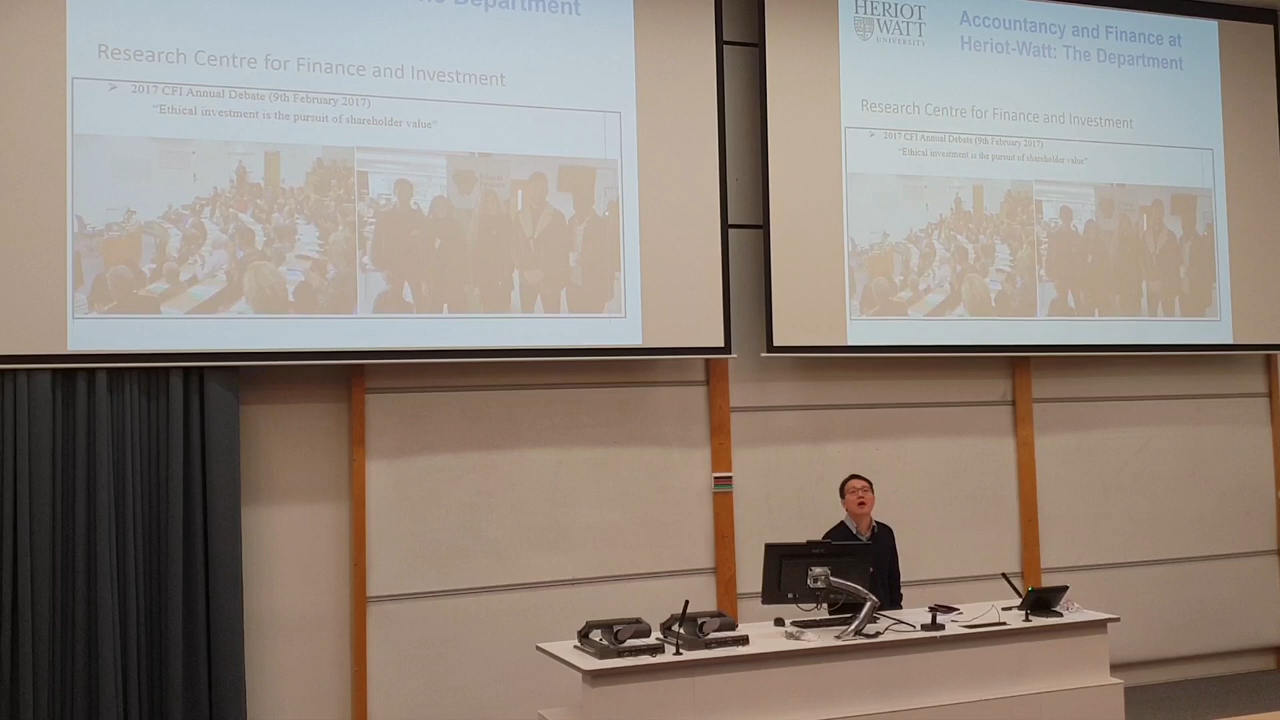 The Department
Research Centre for Finance and Investment
➢ 2017 CFI Annual Debate (9th February 2017)
"Ethical investment is the pursuit of shareholder value"
HERIOT
WATT
UNIVERSITY
Accountancy and Finance at
Heriot-Watt: The Department
Research Centre for Finance and Investment
➢ 2017 CFI Annual Debate (9th February 2017)
"Ethical investment is the pursuit of shareholder value"